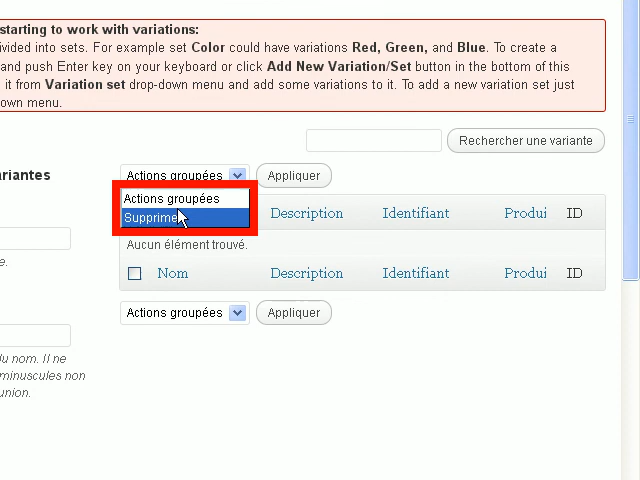 starting to work with variations:
ivided into sets. For example set Color could have variations Red, Green, and Blue. To create a
and push Enter key on your keyboard or click Add New Variation/Set button in the bottom of this
it from Variation set drop-down menu and add some variations to it. To add a new variation set just
down menu.
Rechercher une variante
ariantes
Actions groupées
Appliquer
Actions groupées
Supprime
Description Identifiant Produi ID
Aucun élément trouvé.
e.
Nom Description Identifiant Produi ID
Actions groupées Appliquer
du nom. Il ne
minuscules non
union.